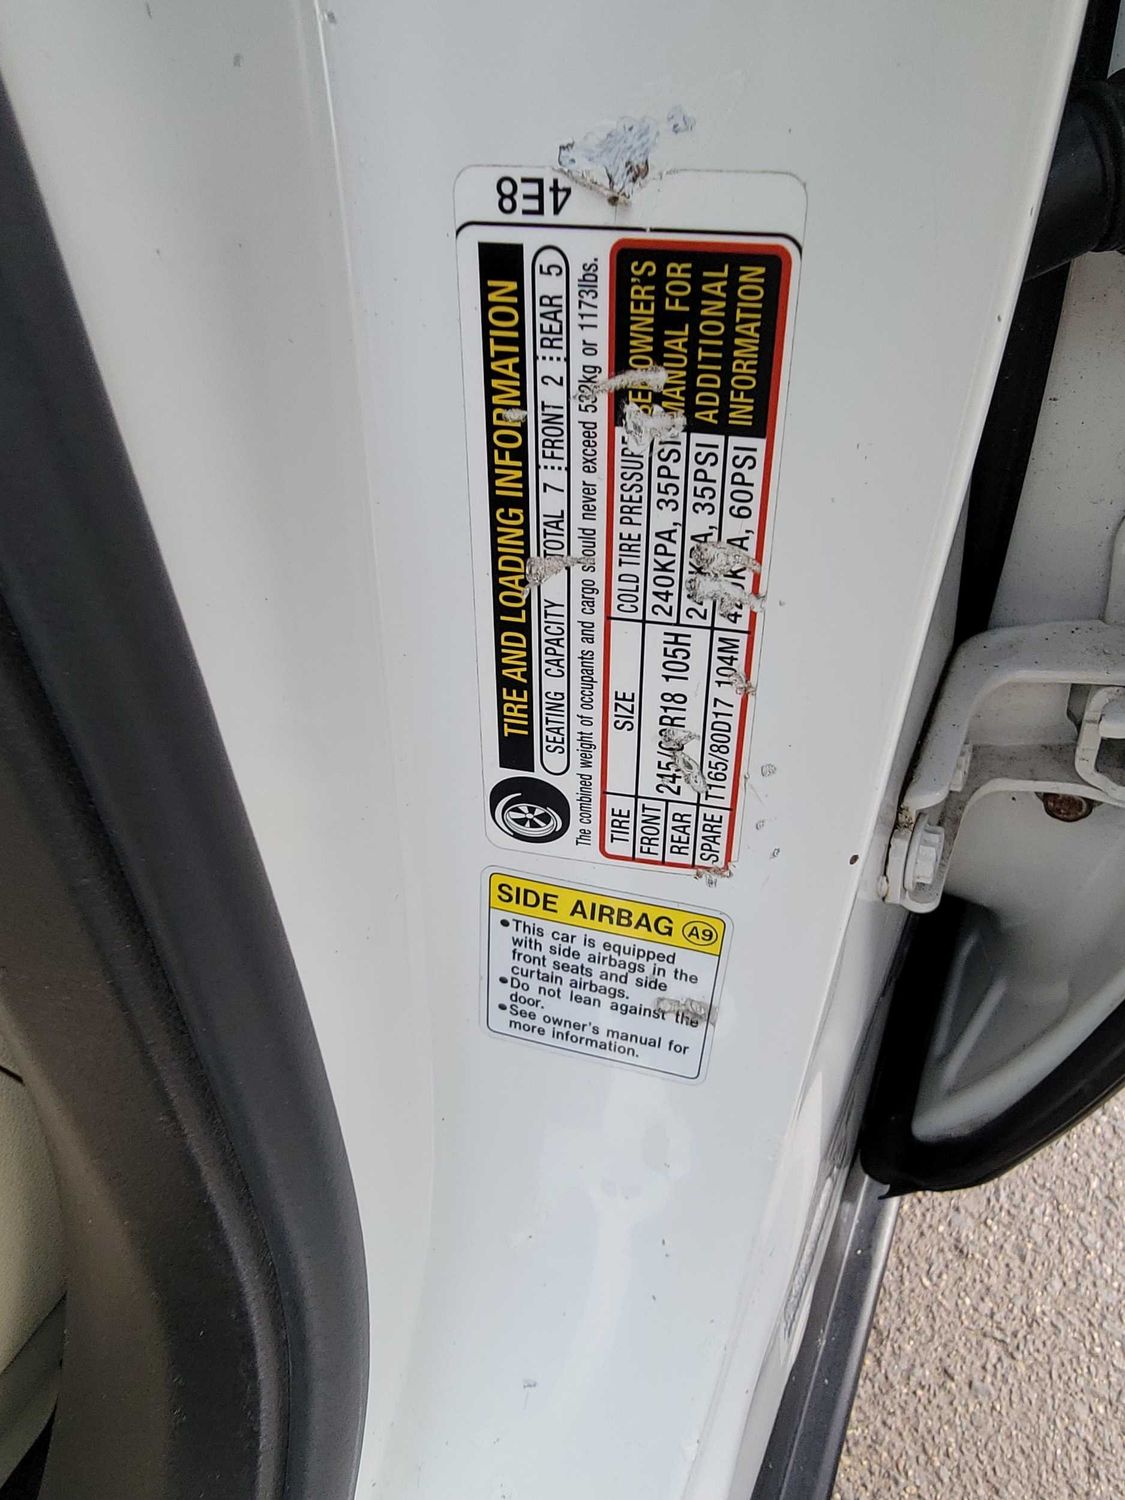 4E8
TIRE AND LOADING INFORMATION
SEATING CAPACITY TOTAL 7 FRONT 2 REAR 5
The combined weight of occupants and cargo should never exceed 532kg or 1173lbs.
TIRE SIZE COLD TIRE PRESSURE
FRONT 240KPA, 35PSI
REAR 35PSI
105H
SPARE T165/80D17 104M 60PSI
SEE OWNER'S
MANUAL FOR
ADDITIONAL
INFORMATION
SIDE AIRBAG A9
•This car is equipped
with side airbags in the
front seats and side
curtain airbags.
•Do not lean against the
door.
•See owner's manual for
more information.